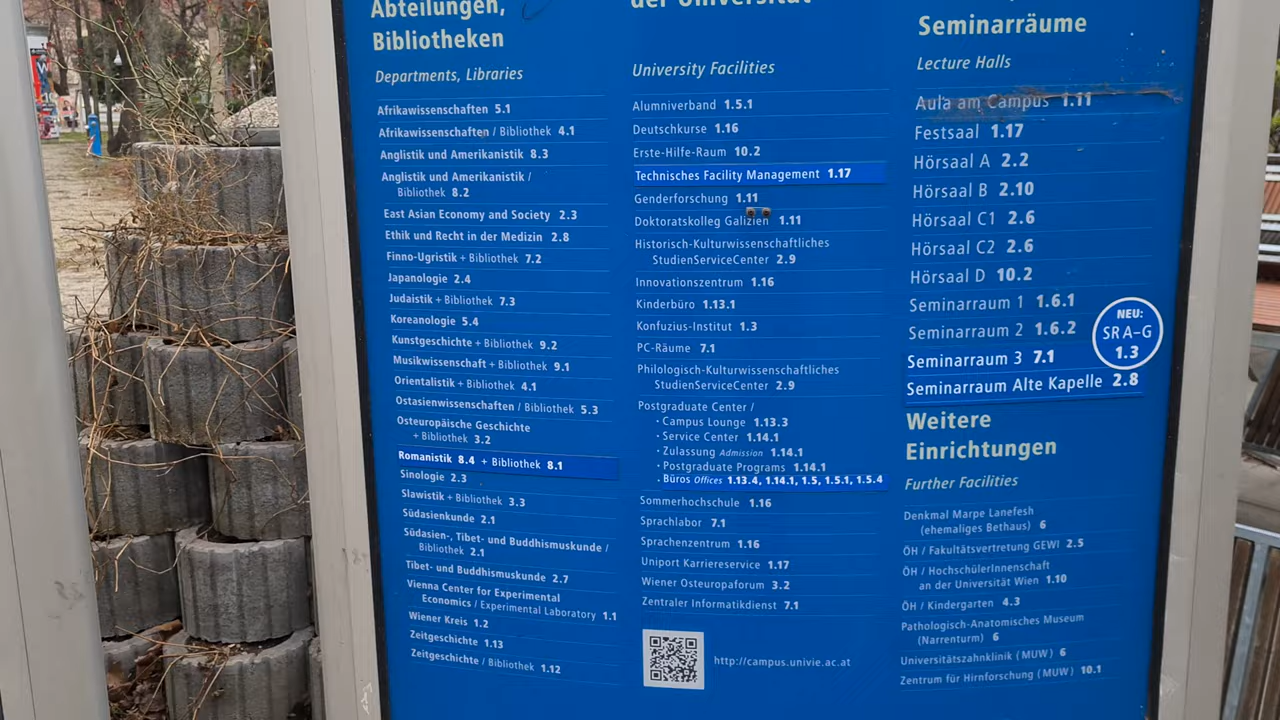 Abteilungen,
Bibliotheken
Departments, Libraries
Afrikawissenschaften 5.1
Afrikawissenschaften / Bibliothek 4.1
Anglistik und Amerikanistik 8.3
Anglistik und Amerikanistik /
Bibliothek 8.2
East Asian Economy and Society 2.3
Ethik und Recht in der Medizin 2.8
Finno-Ugristik + Bibliothek 7.2
Japanologie 2.4
Judaistik + Bibliothek 7.3
Koreanologie 5.4
Kunstgeschichte + Bibliothek 9.2
Musikwissenschaft + Bibliothek 9.1
Orientalistik + Bibliothek 4.1
Ostasienwissenschaften / Bibliothek 5.3
Osteuropäische Geschichte
+ Bibliothek 3.2
Romanistik 8.4 + Bibliothek 8.1
Sinologie 2.3
Slawistik + Bibliothek 3.3
Südasienkunde 2.1
Südasien-, Tibet- und Buddhismuskunde /
Bibliothek 2.1
Tibet- und Buddhismuskunde 2.7
Vienna Center for Experimental
Economics / Experimental Laboratory 1.1
Wiener Kreis 1.2
Zeitgeschichte 1.13
Zeitgeschichte / Bibliothek 1.12
der Universität
University Facilities
Alumniverband 1.5.1
Deutschkurse 1.16
Erste-Hilfe-Raum 10.2
Technisches Facility Management 1.17
Genderforschung 1.11
Doktoratskolleg Galizien 1.11
Historisch-Kulturwissenschaftliches
StudienServiceCenter 2.9
Innovationszentrum 1.16
Kinderbüro 1.13.1
Konfuzius-Institut 1.3
PC-Räume 7.1
Philologisch-Kulturwissenschaftliches
StudienServiceCenter 2.9
Postgraduate Center /
· Campus Lounge 1.13.3
· Service Center 1.14.1
· Zulassung Admission 1.14.1
· Postgraduate Programs 1.14.1
· Büros Offices 1.13.4, 1.14.1, 1.5, 1.5.1, 1.5.4
Sommerhochschule 1.16
Sprachlabor 7.1
Sprachenzentrum 1.16
Uniport Karriereservice 1.17
Wiener Osteuropaforum 3.2
Zentraler Informatikdienst 7.1
http://campus.univie.ac.at
Seminarräume
Lecture Halls
Aula am Campus 1.11
Festsaal 1.17
Hörsaal A 2.2
Hörsaal B 2.10
Hörsaal C1 2.6
Hörsaal C2 2.6
Hörsaal D 10.2
Seminarraum 1 1.6.1
Seminarraum 2 1.6.2
Seminarraum 3 7.1
Seminarraum Alte Kapelle 2.8
NEU:
SR A–G
1.3
Weitere
Einrichtungen
Further Facilities
Denkmal Marpe Lanefesh
(ehemaliges Bethaus) 6
ÖH / Fakultätsvertretung GEWI 2.5
ÖH / HochschülerInnenschaft
an der Universität Wien 1.10
ÖH / Kindergarten 4.3
Pathologisch-Anatomisches Museum
(Narrenturm) 6
Universitätszahnklinik (MUW) 6
Zentrum für Hirnforschung (MUW) 10.1